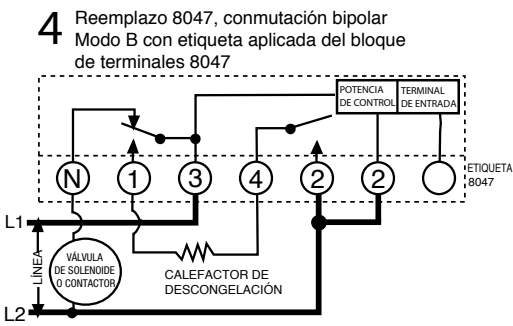 4 Reemplazo 8047, conmutación bipolar
Modo B con etiqueta aplicada del bloque
de terminales 8047
POTENCIA
DE CONTROL
TERMINAL
DE ENTRADA
N 1 3 4 2 2
ETIQUETA
8047
L1
LÍNEA
VÁLVULA
DE SOLENOIDE
O CONTACTOR
CALEFACTOR DE
DESCONGELACIÓN
L2